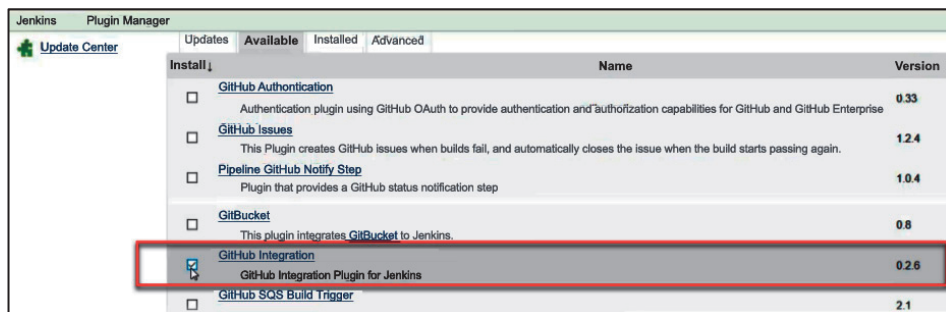 Jenkins Plugin Manager
Update Center
Updates Available Installed Advanced
Install↓ Name Version
GitHub Authontication
Authentication plugin using GitHub OAuth to provide authentication and authorization capabilities for GitHub and GitHub Enterprise
0.33
GitHub Issues
This Plugin creates GitHub issues when builds fail, and automatically closes the issue when the build starts passing again.
1.2.4
Pipeline GitHub Notify Step
Plugin that provides a GitHub status notification step
1.0.4
GitBucket
This plugin integrates GitBucket to Jenkins.
0.8
GitHub Integration
GitHub Integration Plugin for Jenkins
0.2.6
GitHub SQS Build Trigger
2.1